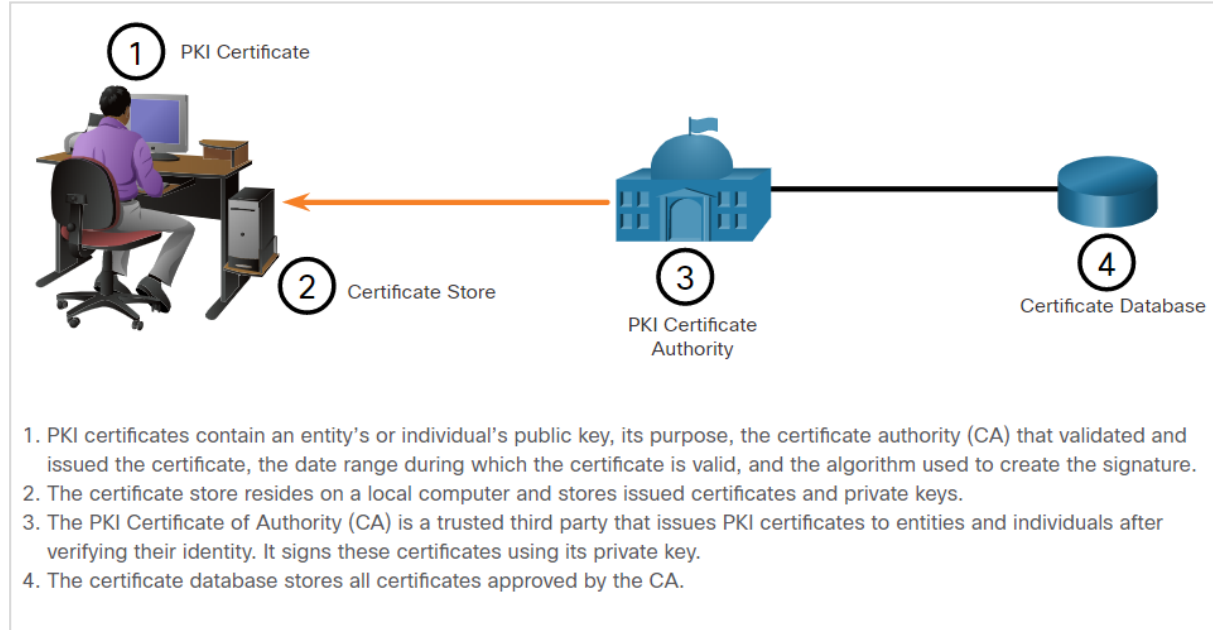 1 PKI Certificate
2 Certificate Store
3
PKI Certificate
Authority
4
Certificate Database
1. PKI certificates contain an entity's or individual's public key, its purpose, the certificate authority (CA) that validated and
issued the certificate, the date range during which the certificate is valid, and the algorithm used to create the signature.
2. The certificate store resides on a local computer and stores issued certificates and private keys.
3. The PKI Certificate of Authority (CA) is a trusted third party that issues PKI certificates to entities and individuals after
verifying their identity. It signs these certificates using its private key.
4. The certificate database stores all certificates approved by the CA.